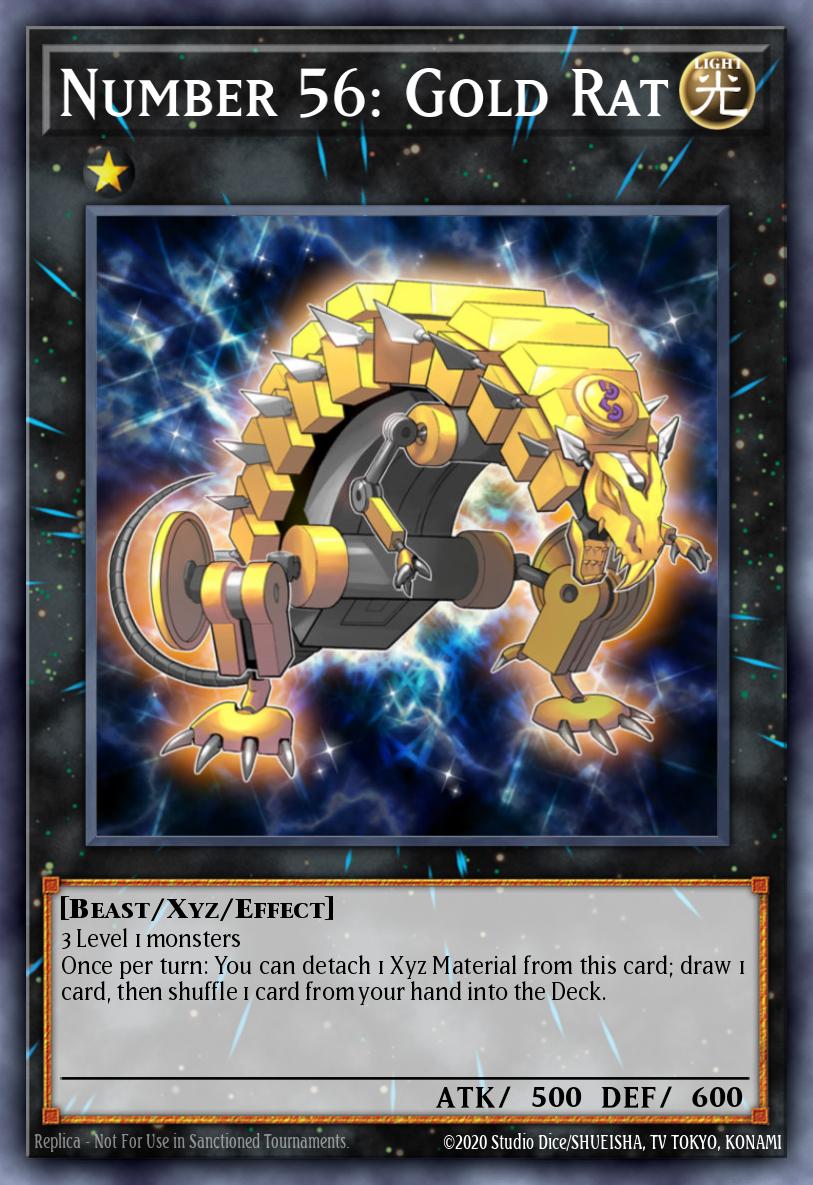 Number 56: Gold Rat
LIGHT
光
[Beast/Xyz/Effect]
3 Level 1 monsters
Once per turn: You can detach 1 Xyz Material from this card; draw 1
card, then shuffle 1 card from your hand into the Deck.
ATK/ 500 DEF/ 600
Replica - Not For Use in Sanctioned Tournaments.
©2020 Studio Dice/SHUEISHA, TV TOKYO, KONAMI